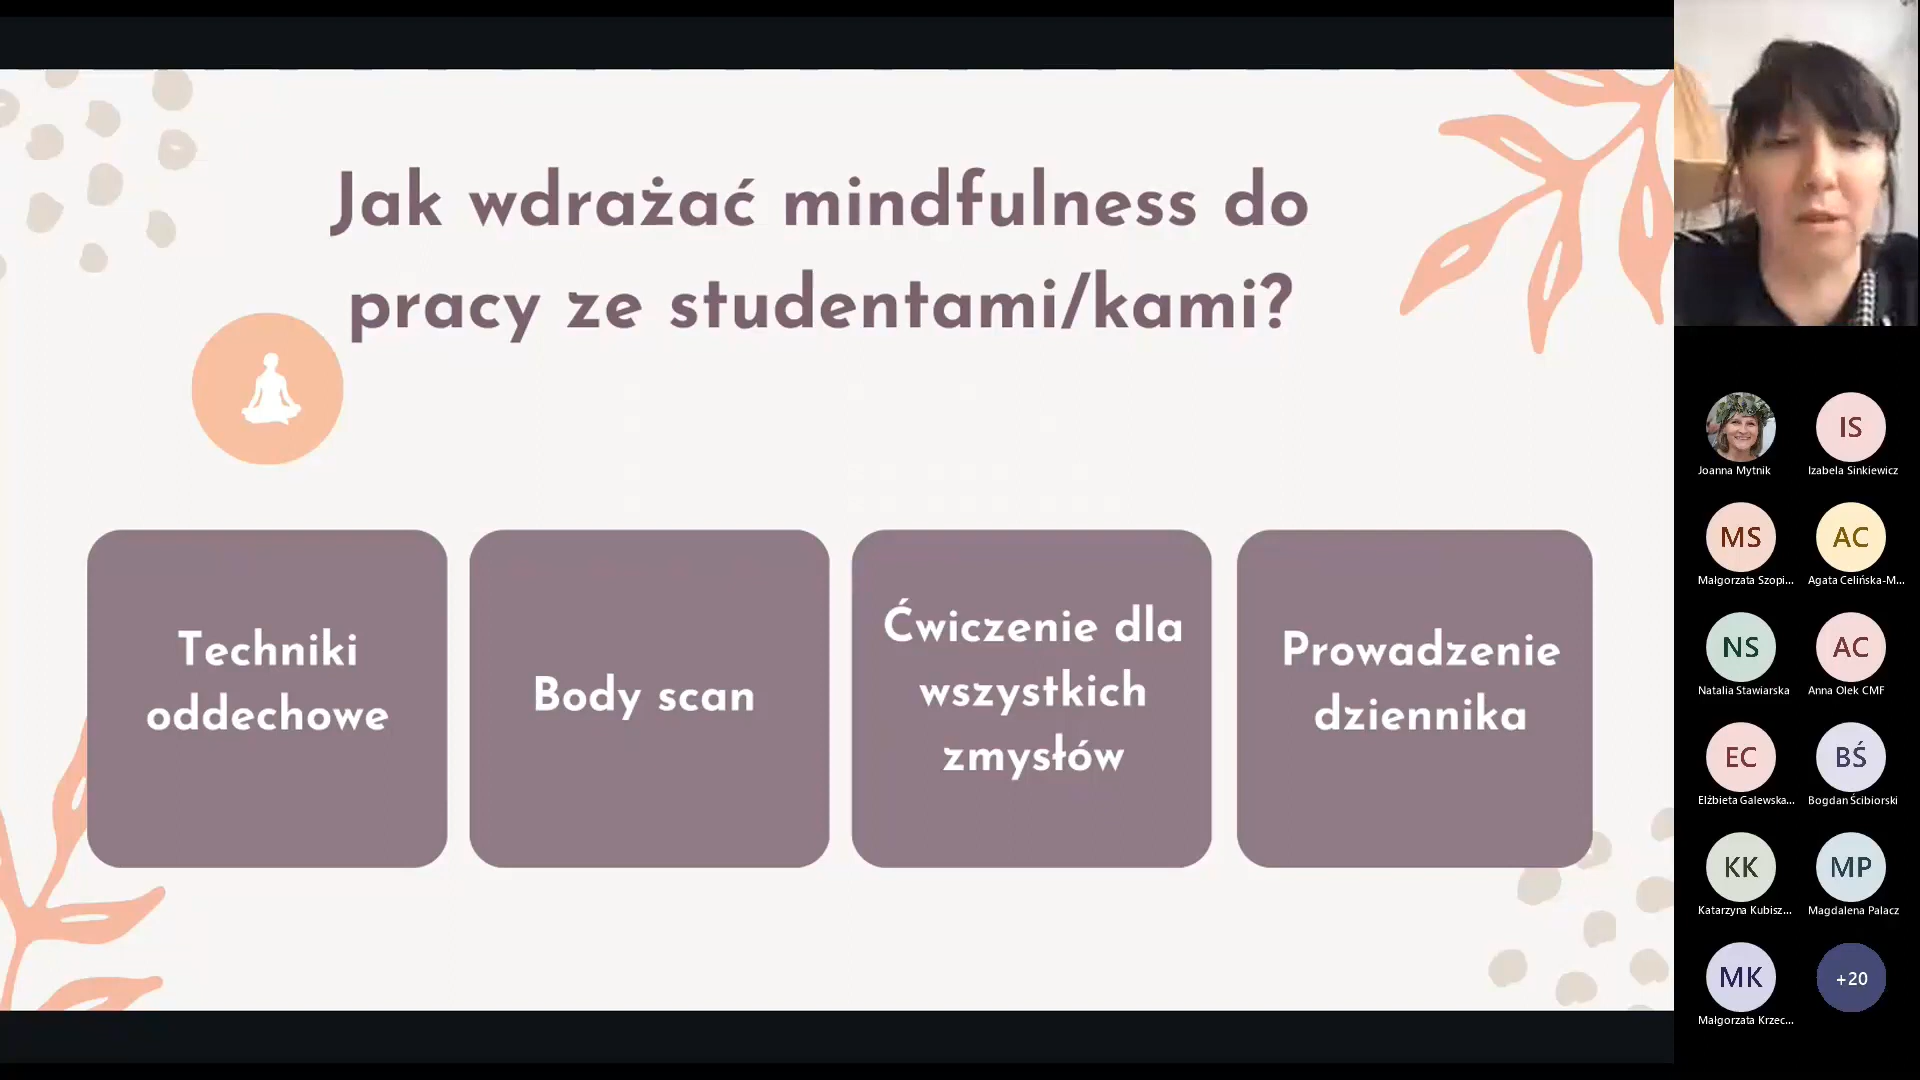 Jak wdrażać mindfulness do
pracy ze studentami/kami?
Techniki
oddechowe
Body scan
Ćwiczenie dla
wszystkich
zmysłów
Prowadzenie
dziennika
Joanna Mytnik
IS
Izabela Sinkiewicz
MS
Małgorzata Szopi...
AC
Agata Celińska-M...
NS
Natalia Stawiarska
AC
Anna Olek CMF
EC
Elżbieta Galewska...
BŚ
Bogdan Ścibiorski
KK
Katarzyna Kubisz...
MP
Magdalena Palacz
MK
Małgorzata Krzec...
+20